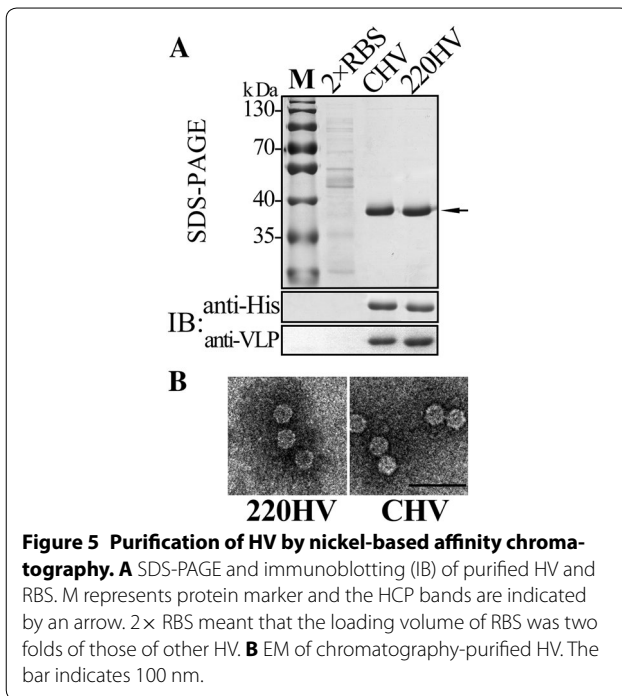 A
M 2×RBS CHV 220HV
kDa
130-
70-
40-
35-
SDS-PAGE
IB:
anti-His
anti-VLP
B
220HV CHV
Figure 5 Purification of HV by nickel-based affinity chroma-
tography. A SDS-PAGE and immunoblotting (IB) of purified HV and
RBS. M represents protein marker and the HCP bands are indicated
by an arrow. 2× RBS meant that the loading volume of RBS was two
folds of those of other HV. B EM of chromatography-purified HV. The
bar indicates 100 nm.